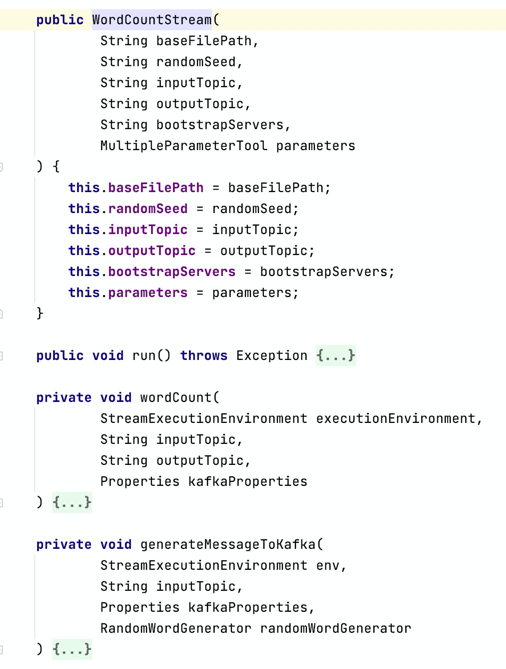 public WordCountStream(
String baseFilePath,
String randomSeed,
String inputTopic,
String outputTopic,
String bootstrapServers,
MultipleParameterTool parameters
) {
this.baseFilePath = baseFilePath;
this.randomSeed = randomSeed;
this.inputTopic = inputTopic;
this.outputTopic = outputTopic;
this.bootstrapServers = bootstrapServers;
this.parameters = parameters;
}
public void run() throws Exception {...}
private void wordCount(
StreamExecutionEnvironment executionEnvironment,
String inputTopic,
String outputTopic,
Properties kafkaProperties
) {...}
private void generateMessageToKafka(
StreamExecutionEnvironment env,
String inputTopic,
Properties kafkaProperties,
RandomWordGenerator randomWordGenerator
) {...}